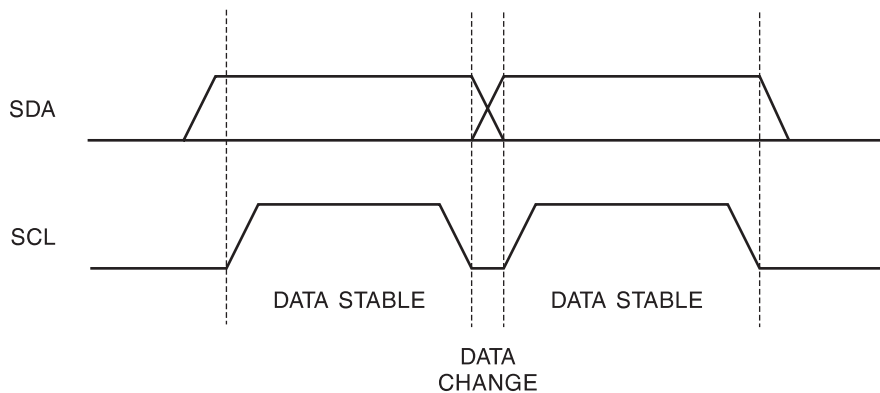 SDA
SCL
DATA STABLE
DATA STABLE
DATA
CHANGE